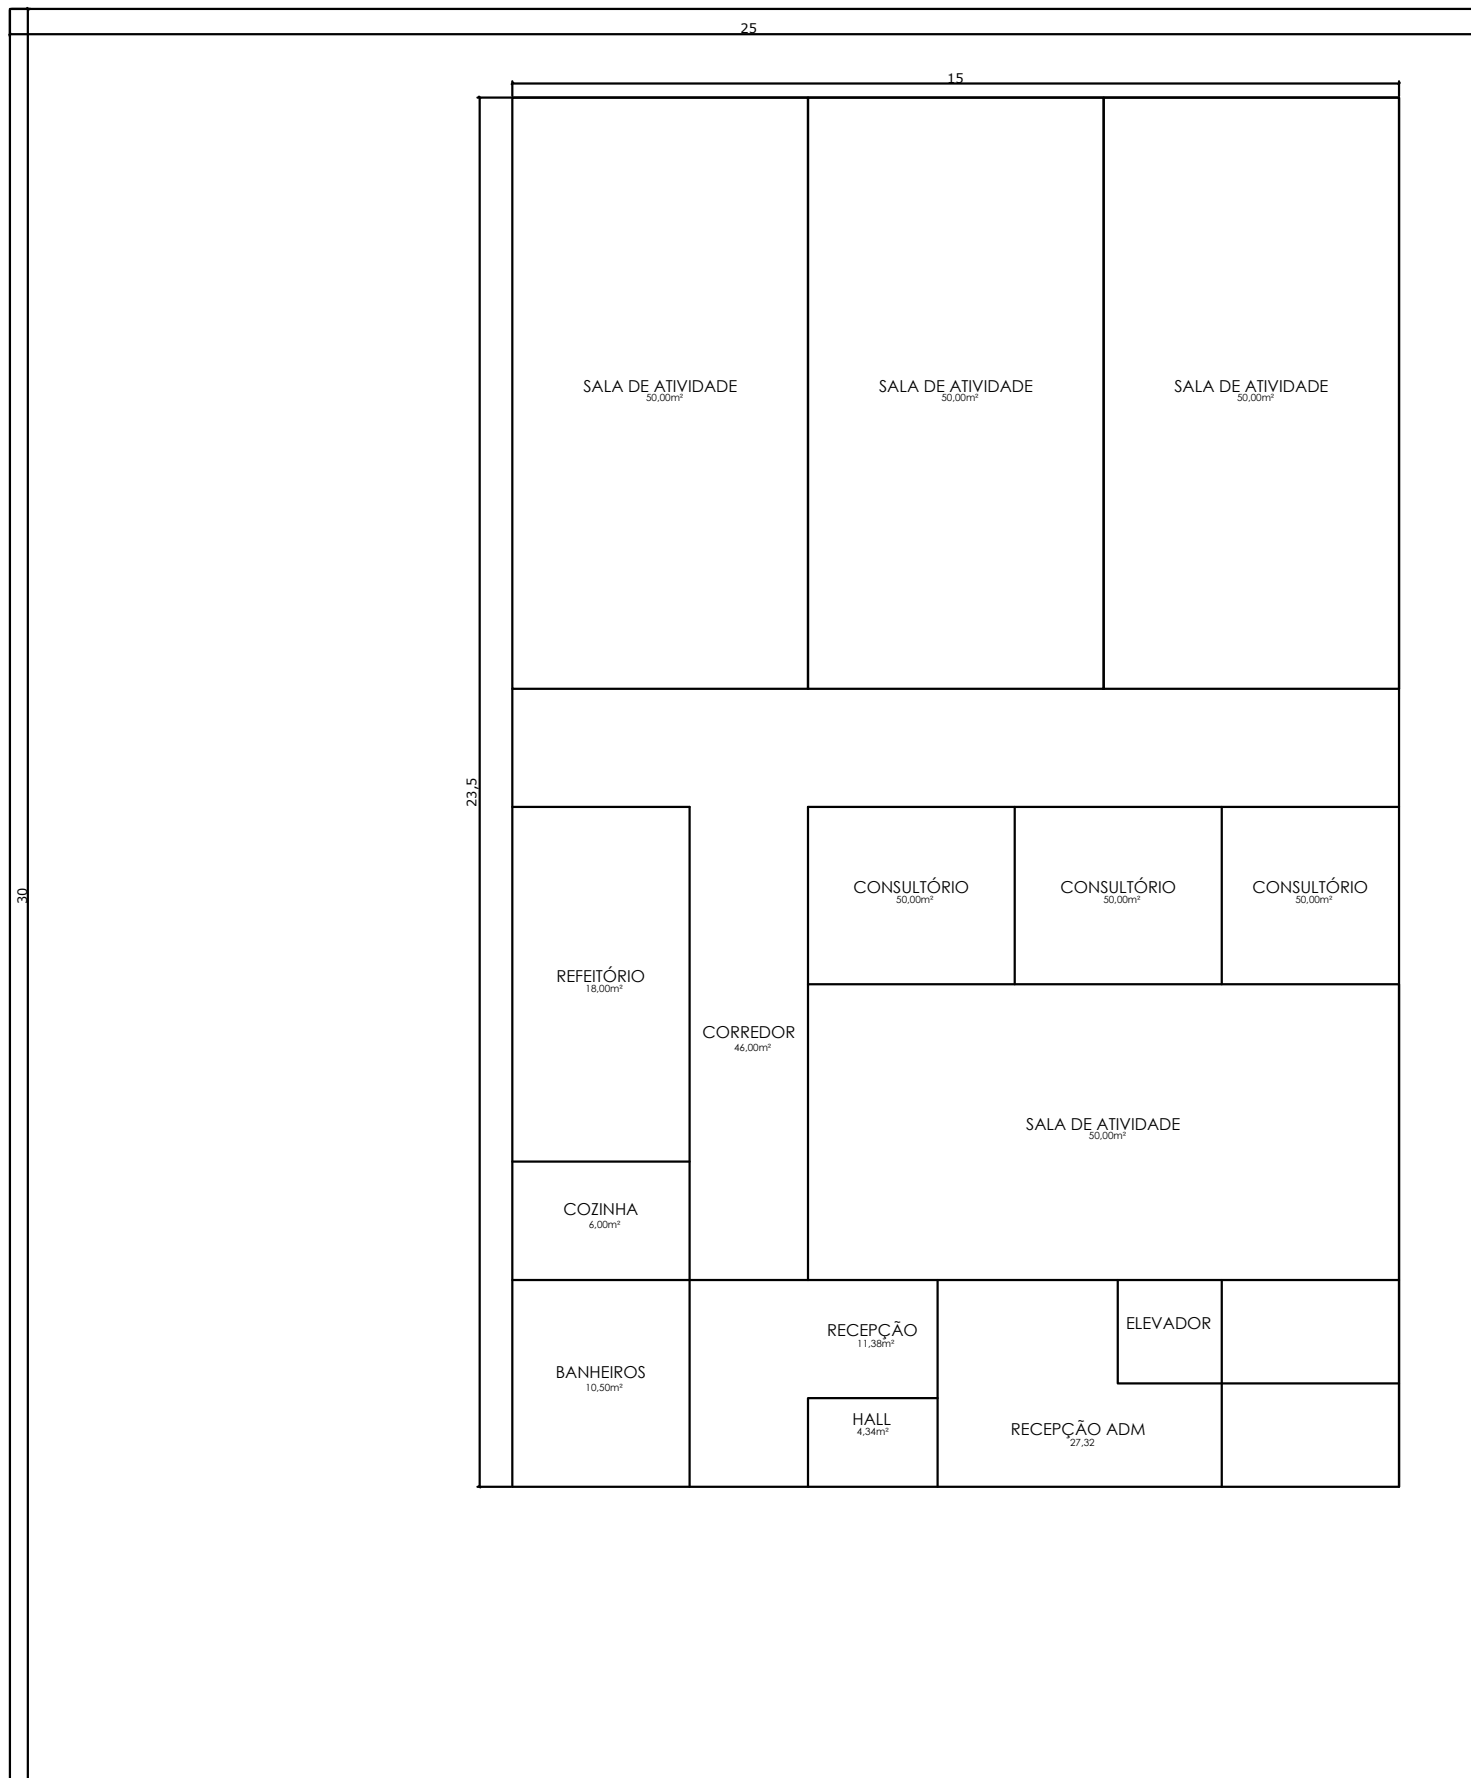 25
15
SALA DE ATIVIDADE
50,00m²
SALA DE ATIVIDADE
50,00m²
SALA DE ATIVIDADE
50,00m²
23,5
30
CONSULTÓRIO
50,00m²
CONSULTÓRIO
50,00m²
CONSULTÓRIO
50,00m²
REFEITÓRIO
18,00m²
CORREDOR
46,00m²
SALA DE ATIVIDADE
50,00m²
COZINHA
6,00m²
ELEVADOR
RECEPÇÃO
11,38m²
BANHEIROS
10,50m²
HALL
4,34m²
RECEPÇÃO ADM
27,32